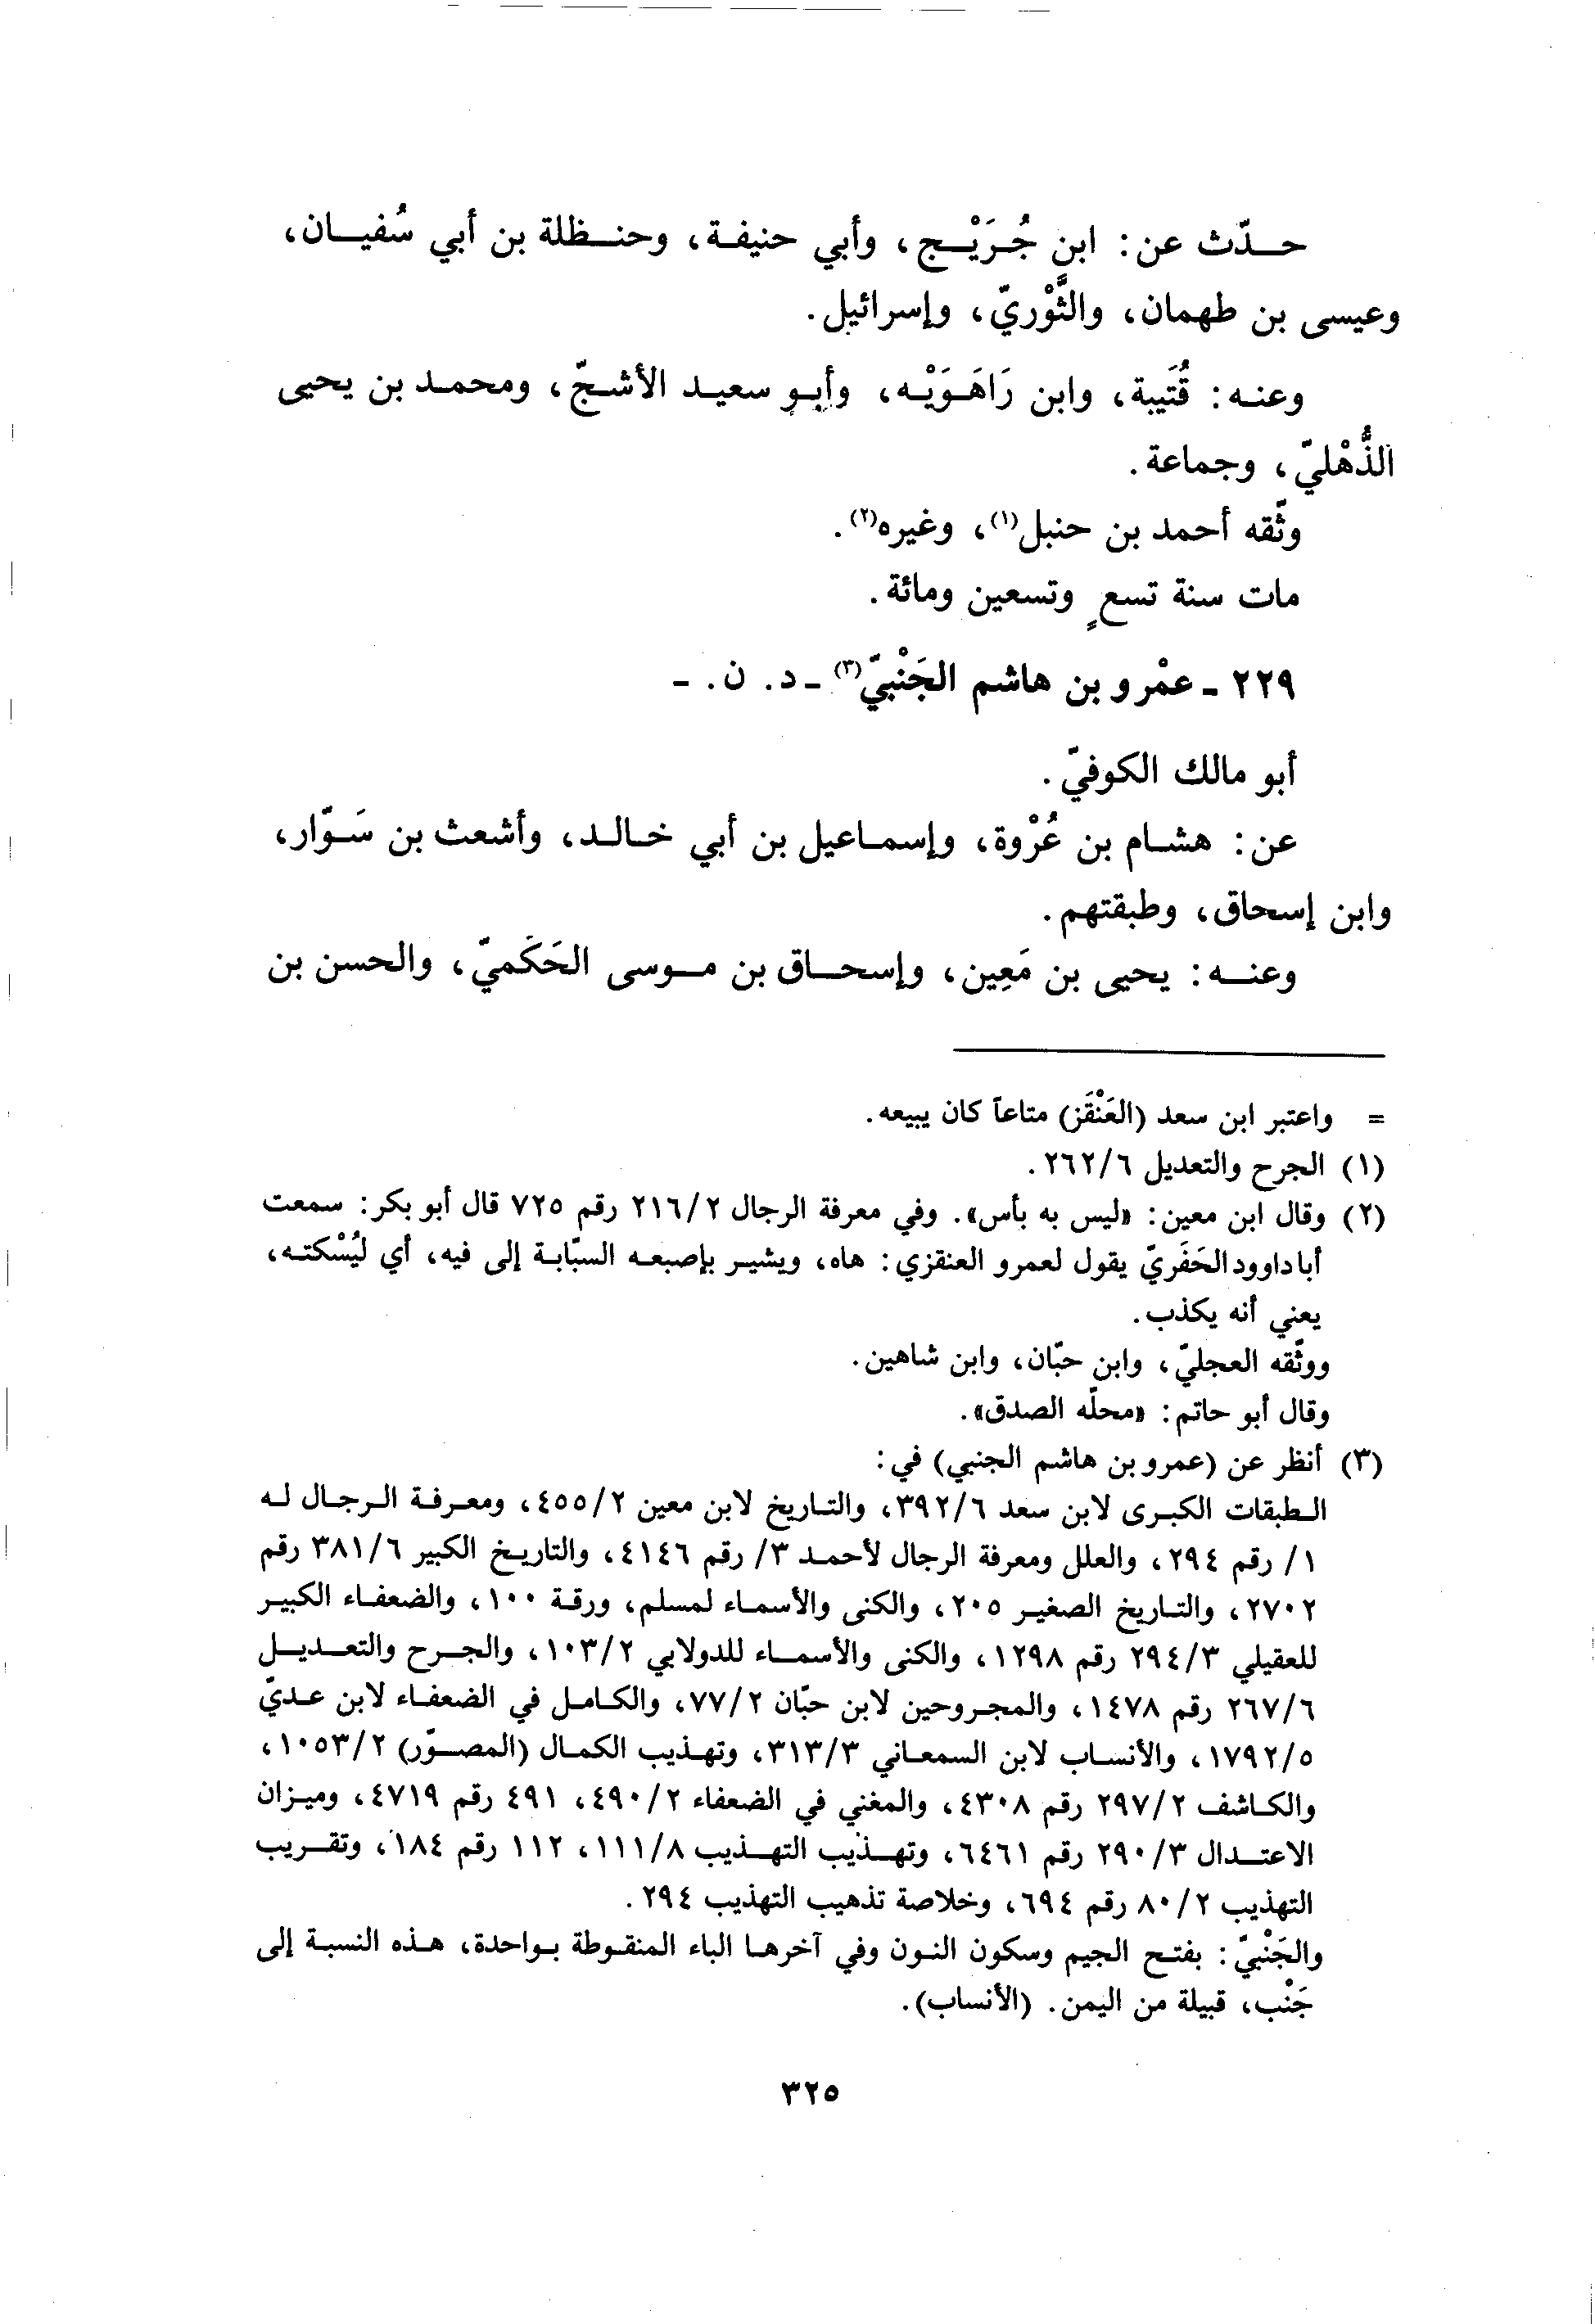 حدّث عن: ابن جُرَيْج، وأبي حنيفة، وحنظلة بن أبي سُفيان،
وعيسى بن طهمان، والثَّوْريّ، وإسرائيل.
وعنه: قُتَيبة، وابن رَاهَوَيْه، وأبو سعيد الأشجّ، ومحمد بن يحيى
الذُّهْليّ، وجماعة.
وثّقه أحمد بن حنبل(١)، وغيره(٢).
مات سنة تسعٍ وتسعين ومائة.
٢٢٩ - عمْرو بن هاشم الجَنْبيّ(٣) - د. ن. -
أبو مالك الكوفيّ.
عن: هشام بن عُرْوة، وإسماعيل بن أبي خالد، وأشعث بن سَوّار،
وابن إسحاق، وطبقتهم.
وعنه: يحيى بن مَعِين، وإسحاق بن موسى الحَكَميّ، والحسن بن
= واعتبر ابن سعد (العَنْقَز) متاعاً كان يبيعه.
(١) الجرح والتعديل ٢٦٢/٦.
(٢) وقال ابن معين: «ليس به بأس». وفي معرفة الرجال ٢١٦/٢ رقم ٧٢٥ قال أبو بكر: سمعت
أبا داوود الحَفَريّ يقول لعمرو العنقزي: هاه، ويشير بإصبعه السبّابة إلى فيه، أي ليُسْكته،
يعني أنه يكذب.
ووثّقه العجليّ، وابن حبّان، وابن شاهين.
وقال أبو حاتم: «محلّه الصدق».
(٣) أنظر عن (عمرو بن هاشم الجنبي) في:
الطبقات الكبرى لابن سعد ٣٩٢/٦، والتاريخ لابن معين ٤٥٥/٢، ومعرفة الرجال له
١/ رقم ٢٩٤، والعلل ومعرفة الرجال لأحمد ٣/ رقم ٤١٤٦، والتاريخ الكبير ٣٨١/٦ رقم
٢٧٠٢، والتاريخ الصغير ٢٠٥، والكنى والأسماء لمسلم، ورقة ١٠٠، والضعفاء الكبير
للعقيلي ٢٩٤/٣ رقم ١٢٩٨، والكنى والأسماء للدولابي ١٠٣/٢، والجرح والتعديل
٢٦٧/٦ رقم ١٤٧٨، والمجروحين لابن حبّان ٧٧/٢، والكامل في الضعفاء لابن عديّ
١٧٩٢/٥، والأنساب لابن السمعاني ٣١٣/٣، وتهذيب الكمال (المصوّر) ١٠٥٣/٢،
والكاشف ٢٩٧/٢ رقم ٤٣٠٨، والمغني في الضعفاء ٤٩٠/٢، ٤٩١ رقم ٤٧١٩، وميزان
الاعتدال ٢٩٠/٣ رقم ٦٤٦١، وتهذيب التهذيب ١١١/٨، ١١٢ رقم ١٨٤، وتقريب
التهذيب ٨٠/٢ رقم ٦٩٤، وخلاصة تذهيب التهذيب ٢٩٤.
والجَنْبيّ: بفتح الجيم وسكون النون وفي آخرها الباء المنقوطة بواحدة، هذه النسبة إلى
جَنْب، قبيلة من اليمن. (الأنساب).
٣٢٥